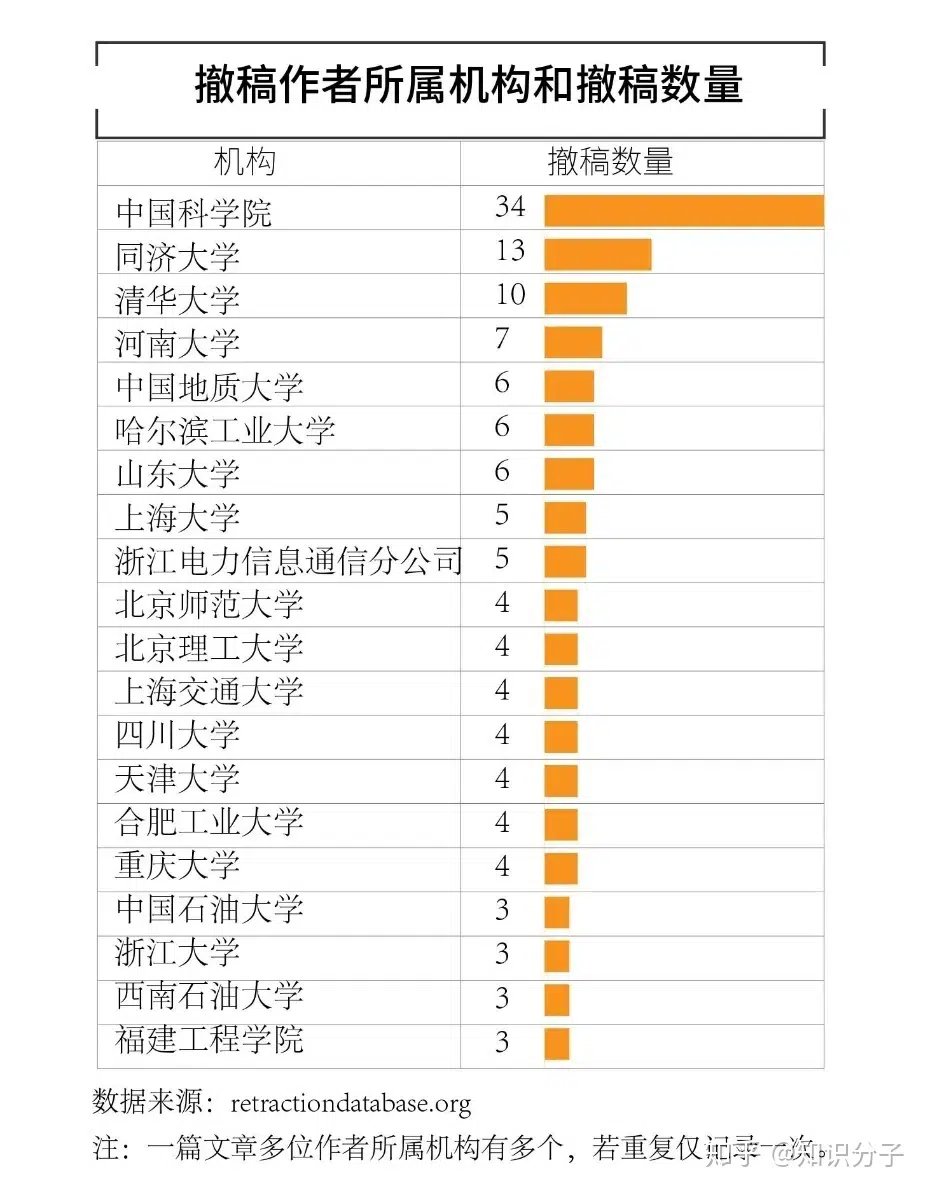 撤稿作者所属机构和撤稿数量
机构 撤稿数量
中国科学院 34
同济大学 13
清华大学 10
河南大学 7
中国地质大学 6
哈尔滨工业大学 6
山东大学 6
上海大学 5
浙江电力信息通信分公司 5
北京师范大学 4
北京理工大学 4
上海交通大学 4
四川大学 4
天津大学 4
合肥工业大学 4
重庆大学 4
中国石油大学 3
浙江大学 3
西南石油大学 3
福建工程学院 3
数据来源：retractiondatabase.org
注：一篇文章多位作者所属机构有多个，若重复仅记录一次。
知乎 @知识分子